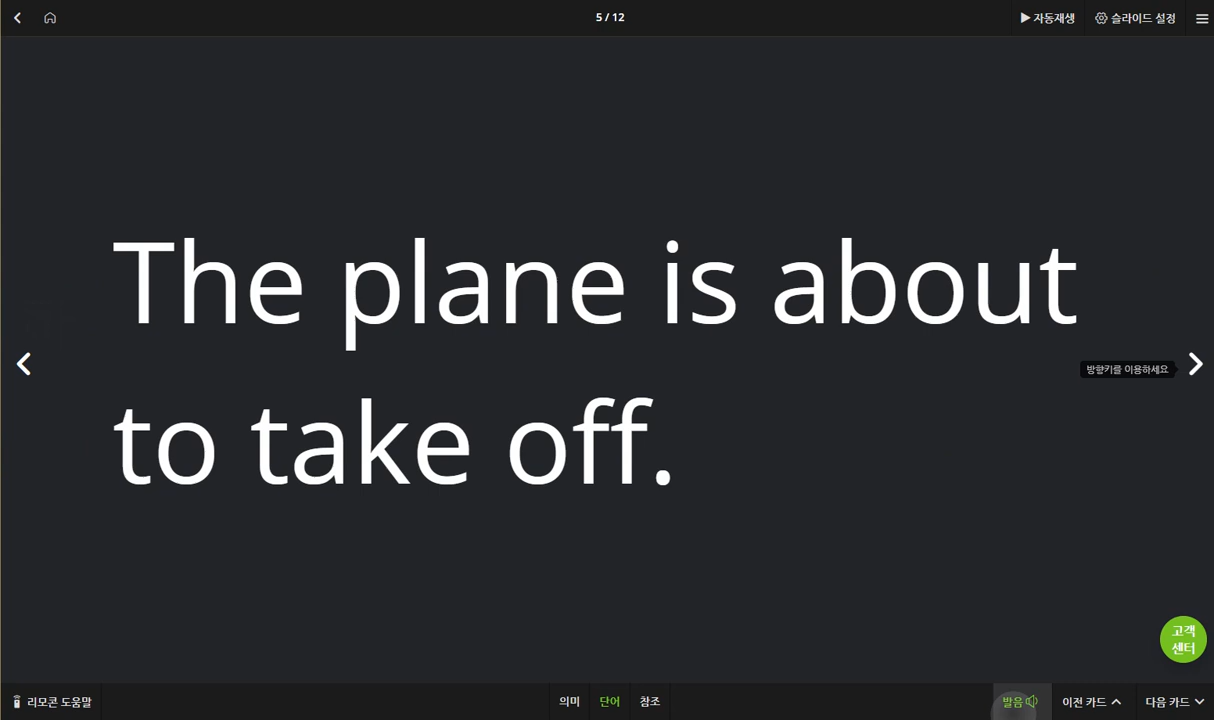 5 / 12
자동재생
슬라이드 설정
The plane is about
to take off.
방향키를 이용하세요
고객
센터
리모콘 도움말
의미
단어
참조
발음
이전 카드
다음 카드